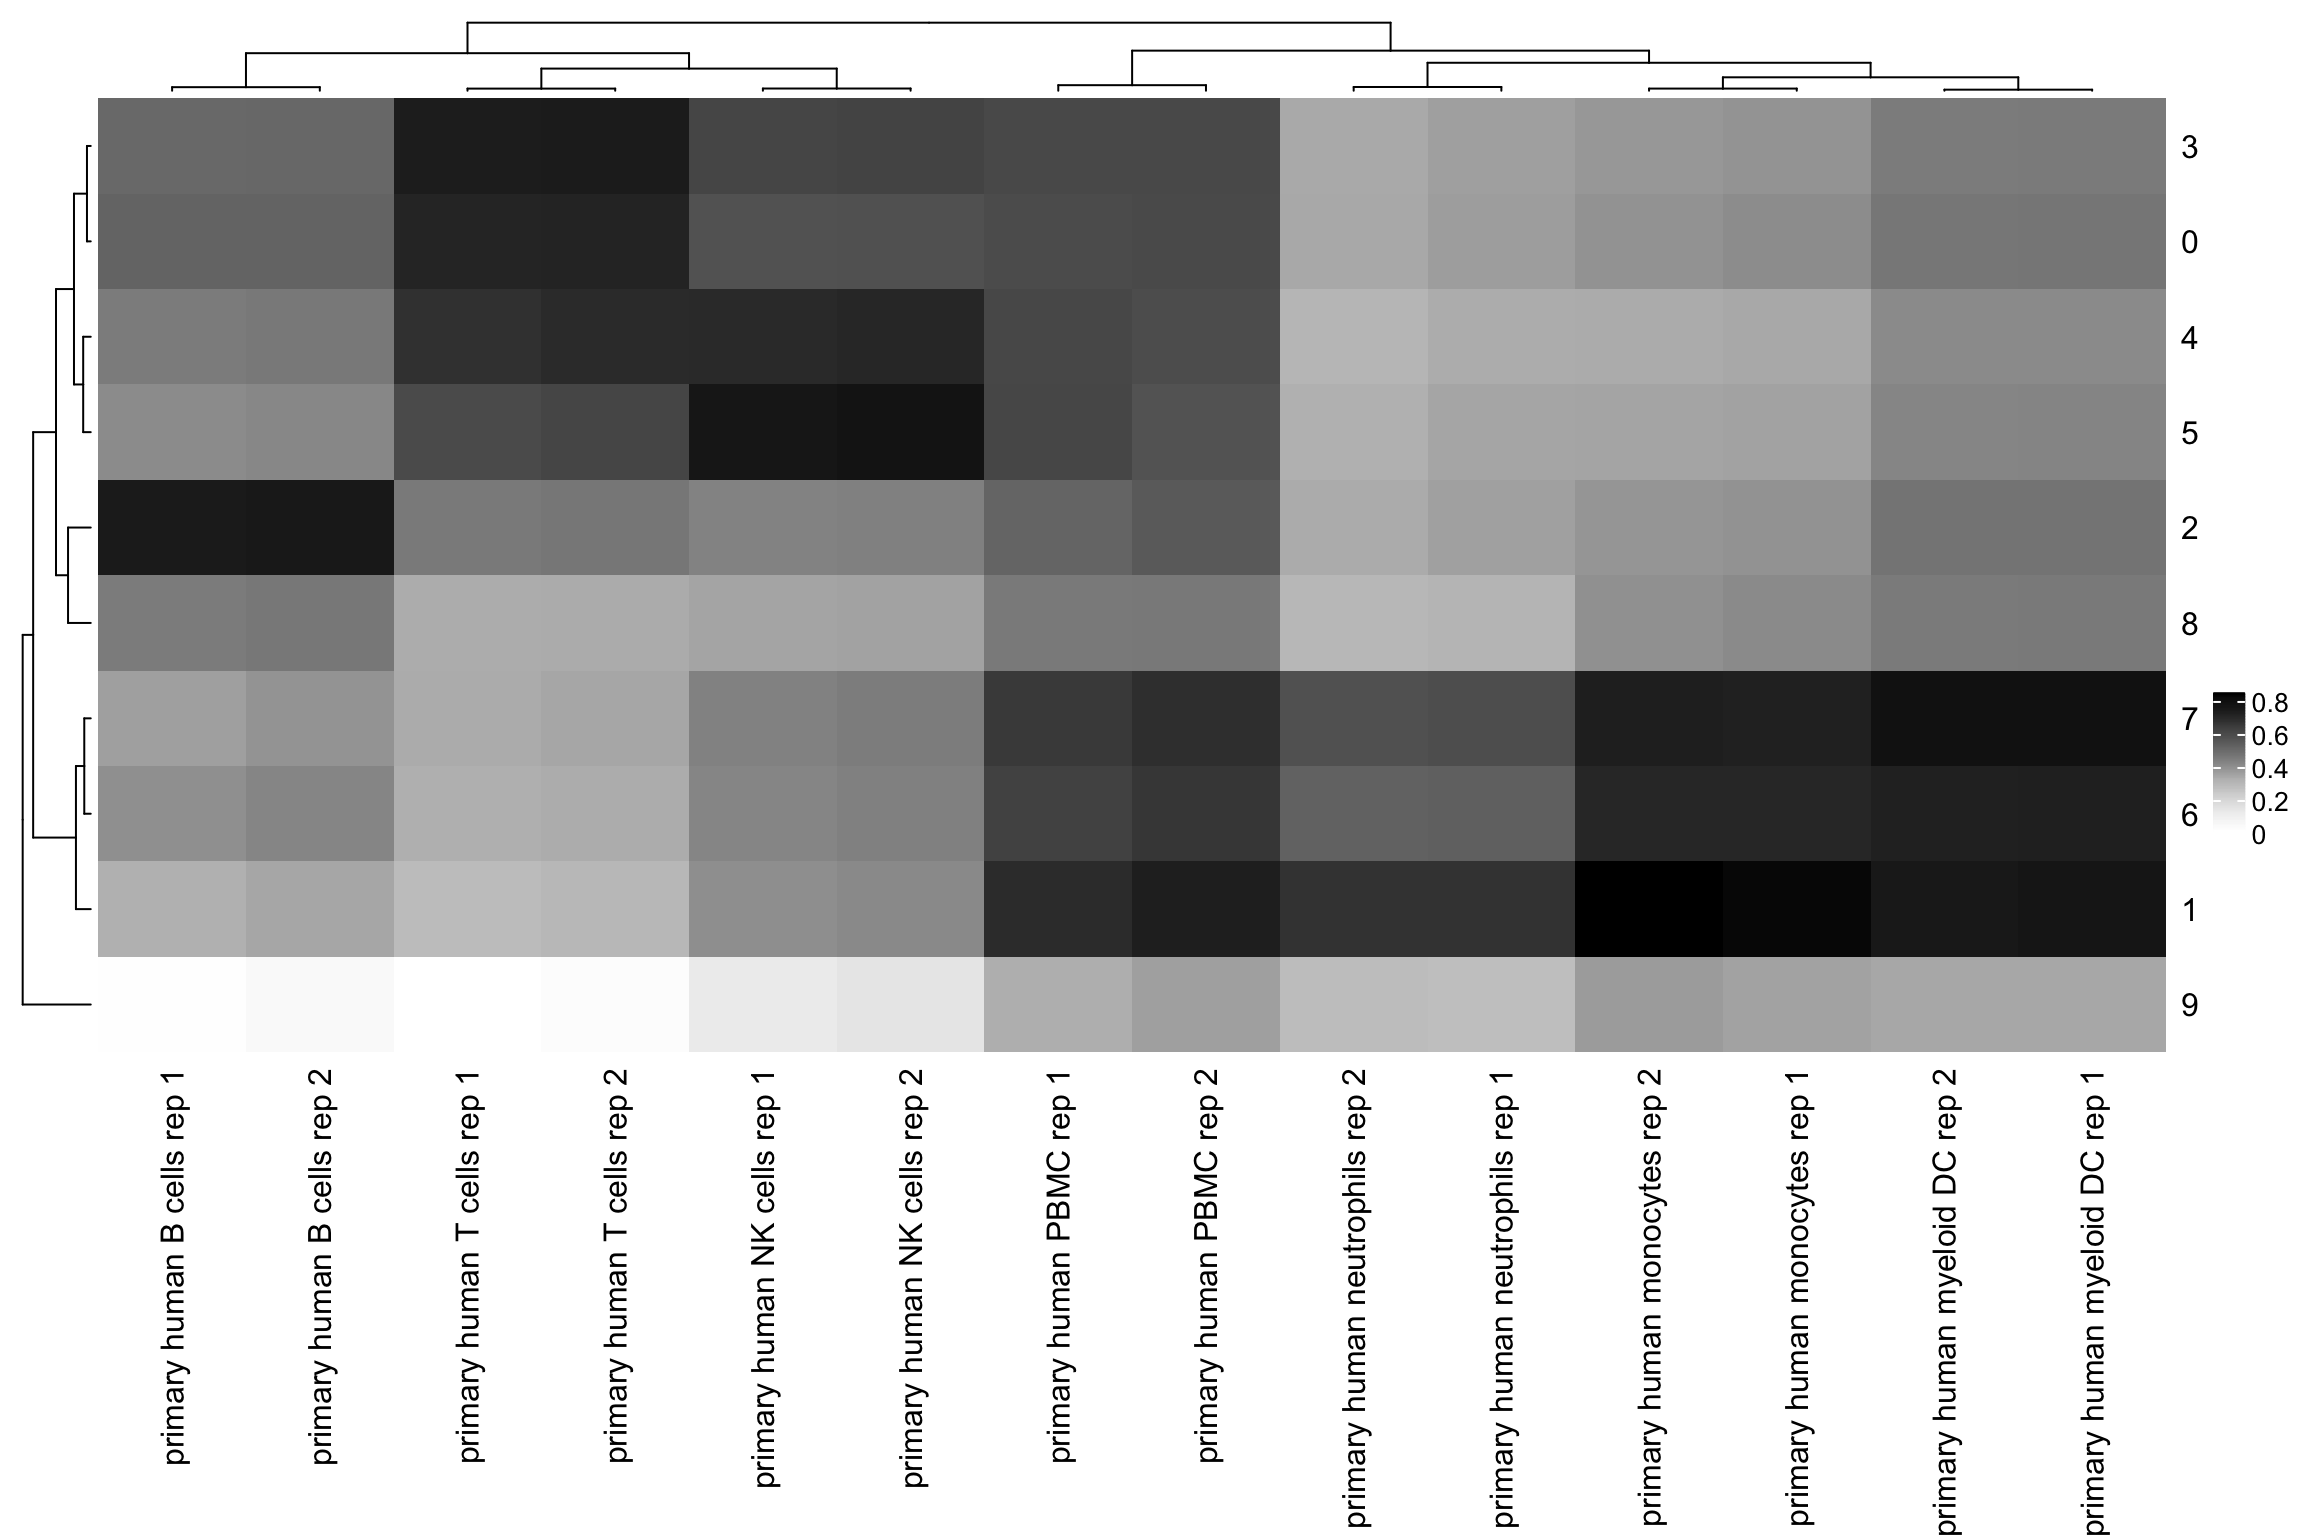 3
0
4
5
2
8
7
6
1
9
0.8
0.6
0.4
0.2
0
primary human B cells rep 1
primary human B cells rep 2
primary human T cells rep 1
primary human T cells rep 2
primary human NK cells rep 1
primary human NK cells rep 2
primary human PBMC rep 1
primary human PBMC rep 2
primary human neutrophils rep 2
primary human neutrophils rep 1
primary human monocytes rep 2
primary human monocytes rep 1
primary human myeloid DC rep 2
primary human myeloid DC rep 1